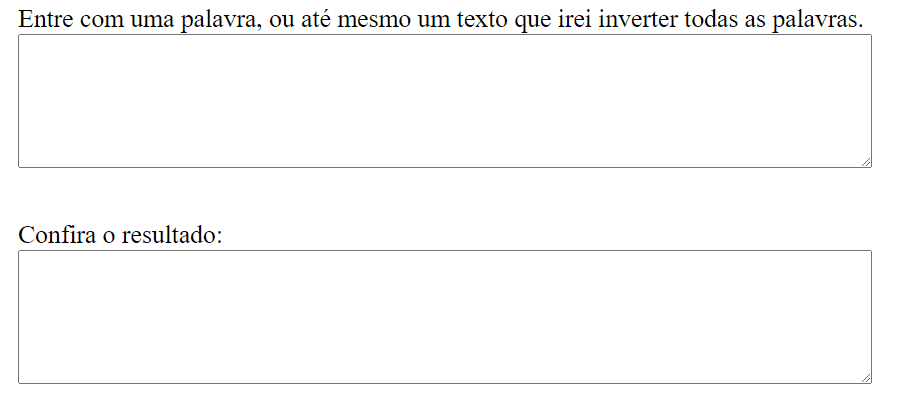 Entre com uma palavra, ou até mesmo um texto que irei inverter todas as palavras.
Confira o resultado: